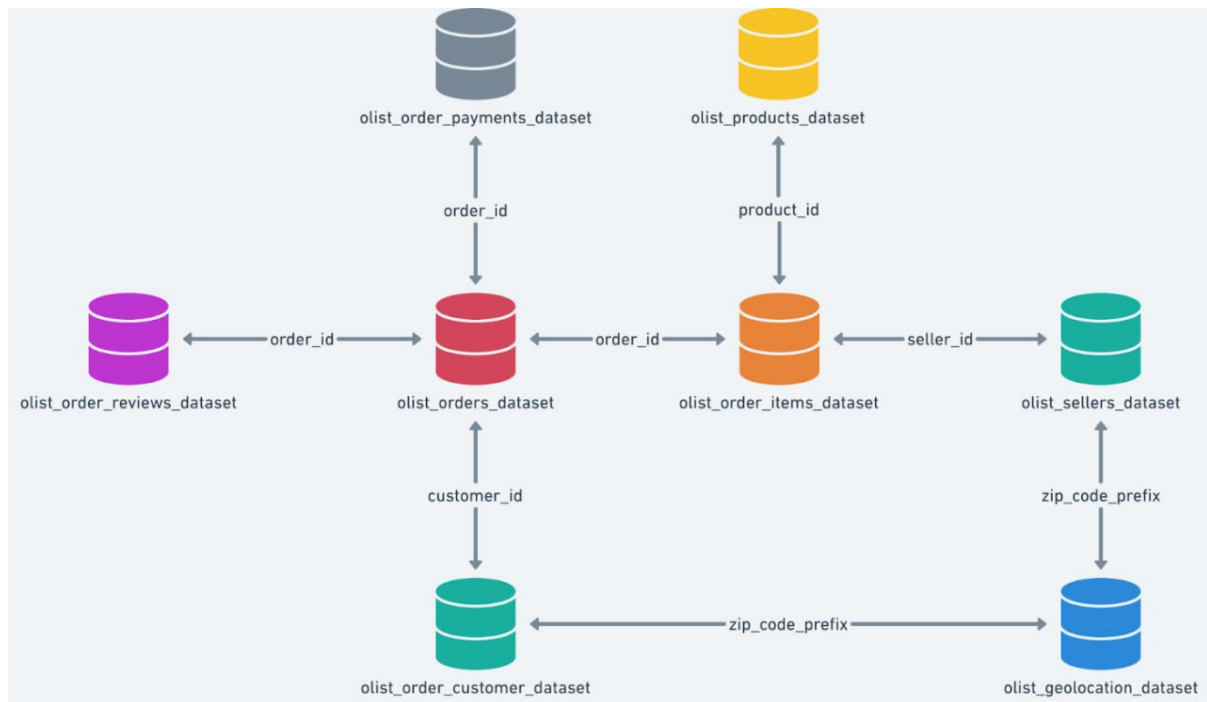 olist_order_payments_dataset
olist_products_dataset
order_id
product_id
order_id
order_id
seller_id
olist_order_reviews_dataset
olist_orders_dataset
olist_order_items_dataset
olist_sellers_dataset
customer_id
zip_code_prefix
zip_code_prefix
olist_order_customer_dataset
olist_geolocation_dataset